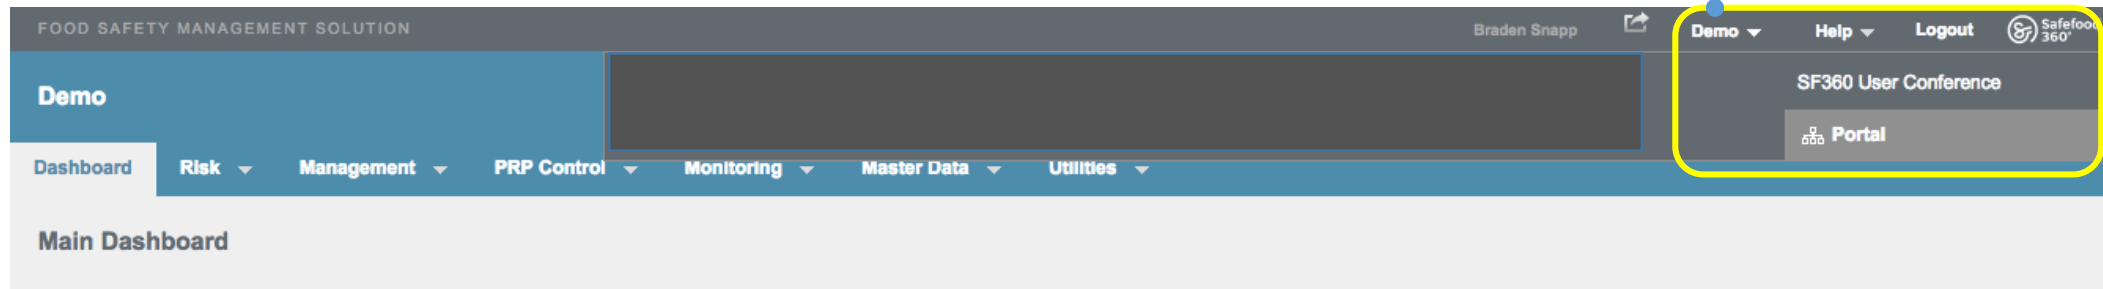 FOOD SAFETY MANAGEMENT SOLUTION Braden Snapp Demo Help Logout Safefood 360°
SF360 User Conference
Demo
Portal
Dashboard Risk Management PRP Control Monitoring Master Data Utilities
Main Dashboard